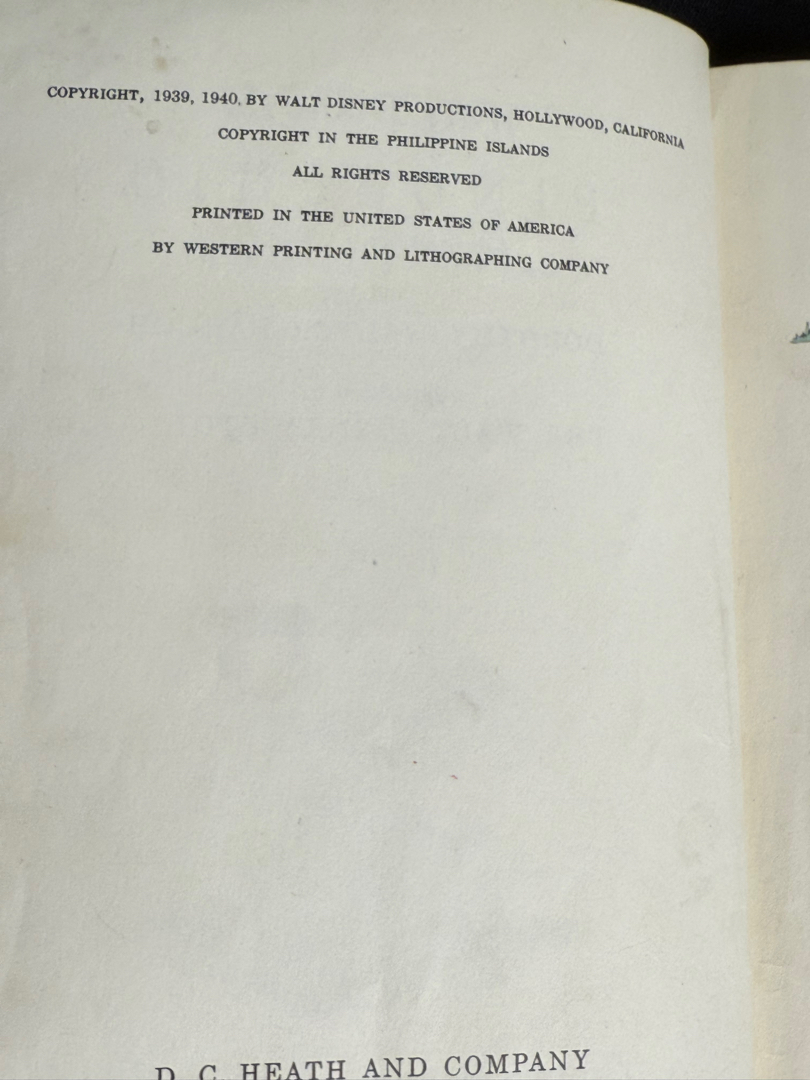 COPYRIGHT, 1939, 1940, BY WALT DISNEY PRODUCTIONS, HOLLYWOOD, CALIFORNIA
COPYRIGHT IN THE PHILIPPINE ISLANDS
ALL RIGHTS RESERVED
PRINTED IN THE UNITED STATES OF AMERICA
BY WESTERN PRINTING AND LITHOGRAPHING COMPANY
D. C. HEATH AND COMPANY